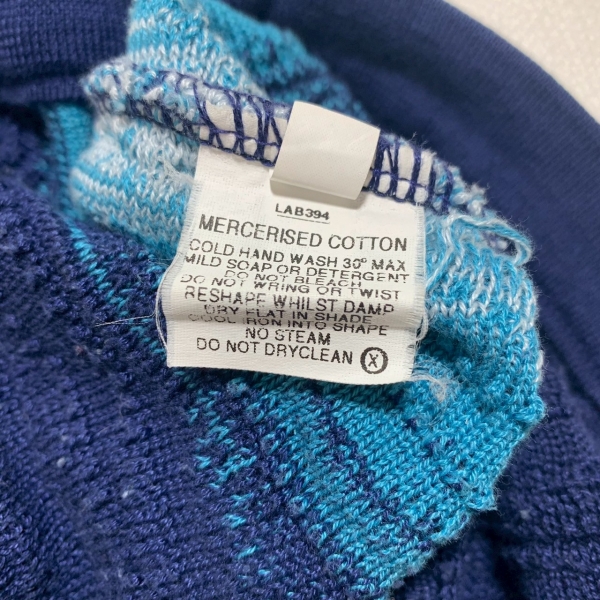 LAB394
MERCERISED COTTON
COLD HAND WASH 30° MAX
MILD SOAP OR DETERGENT
DO NOT BLEACH
DO NOT WRING OR TWIST
RESHAPE WHILST DAMP
DRY FLAT IN SHADE
COOL IRON INTO SHAPE
NO STEAM
DO NOT DRYCLEAN Ⓧ